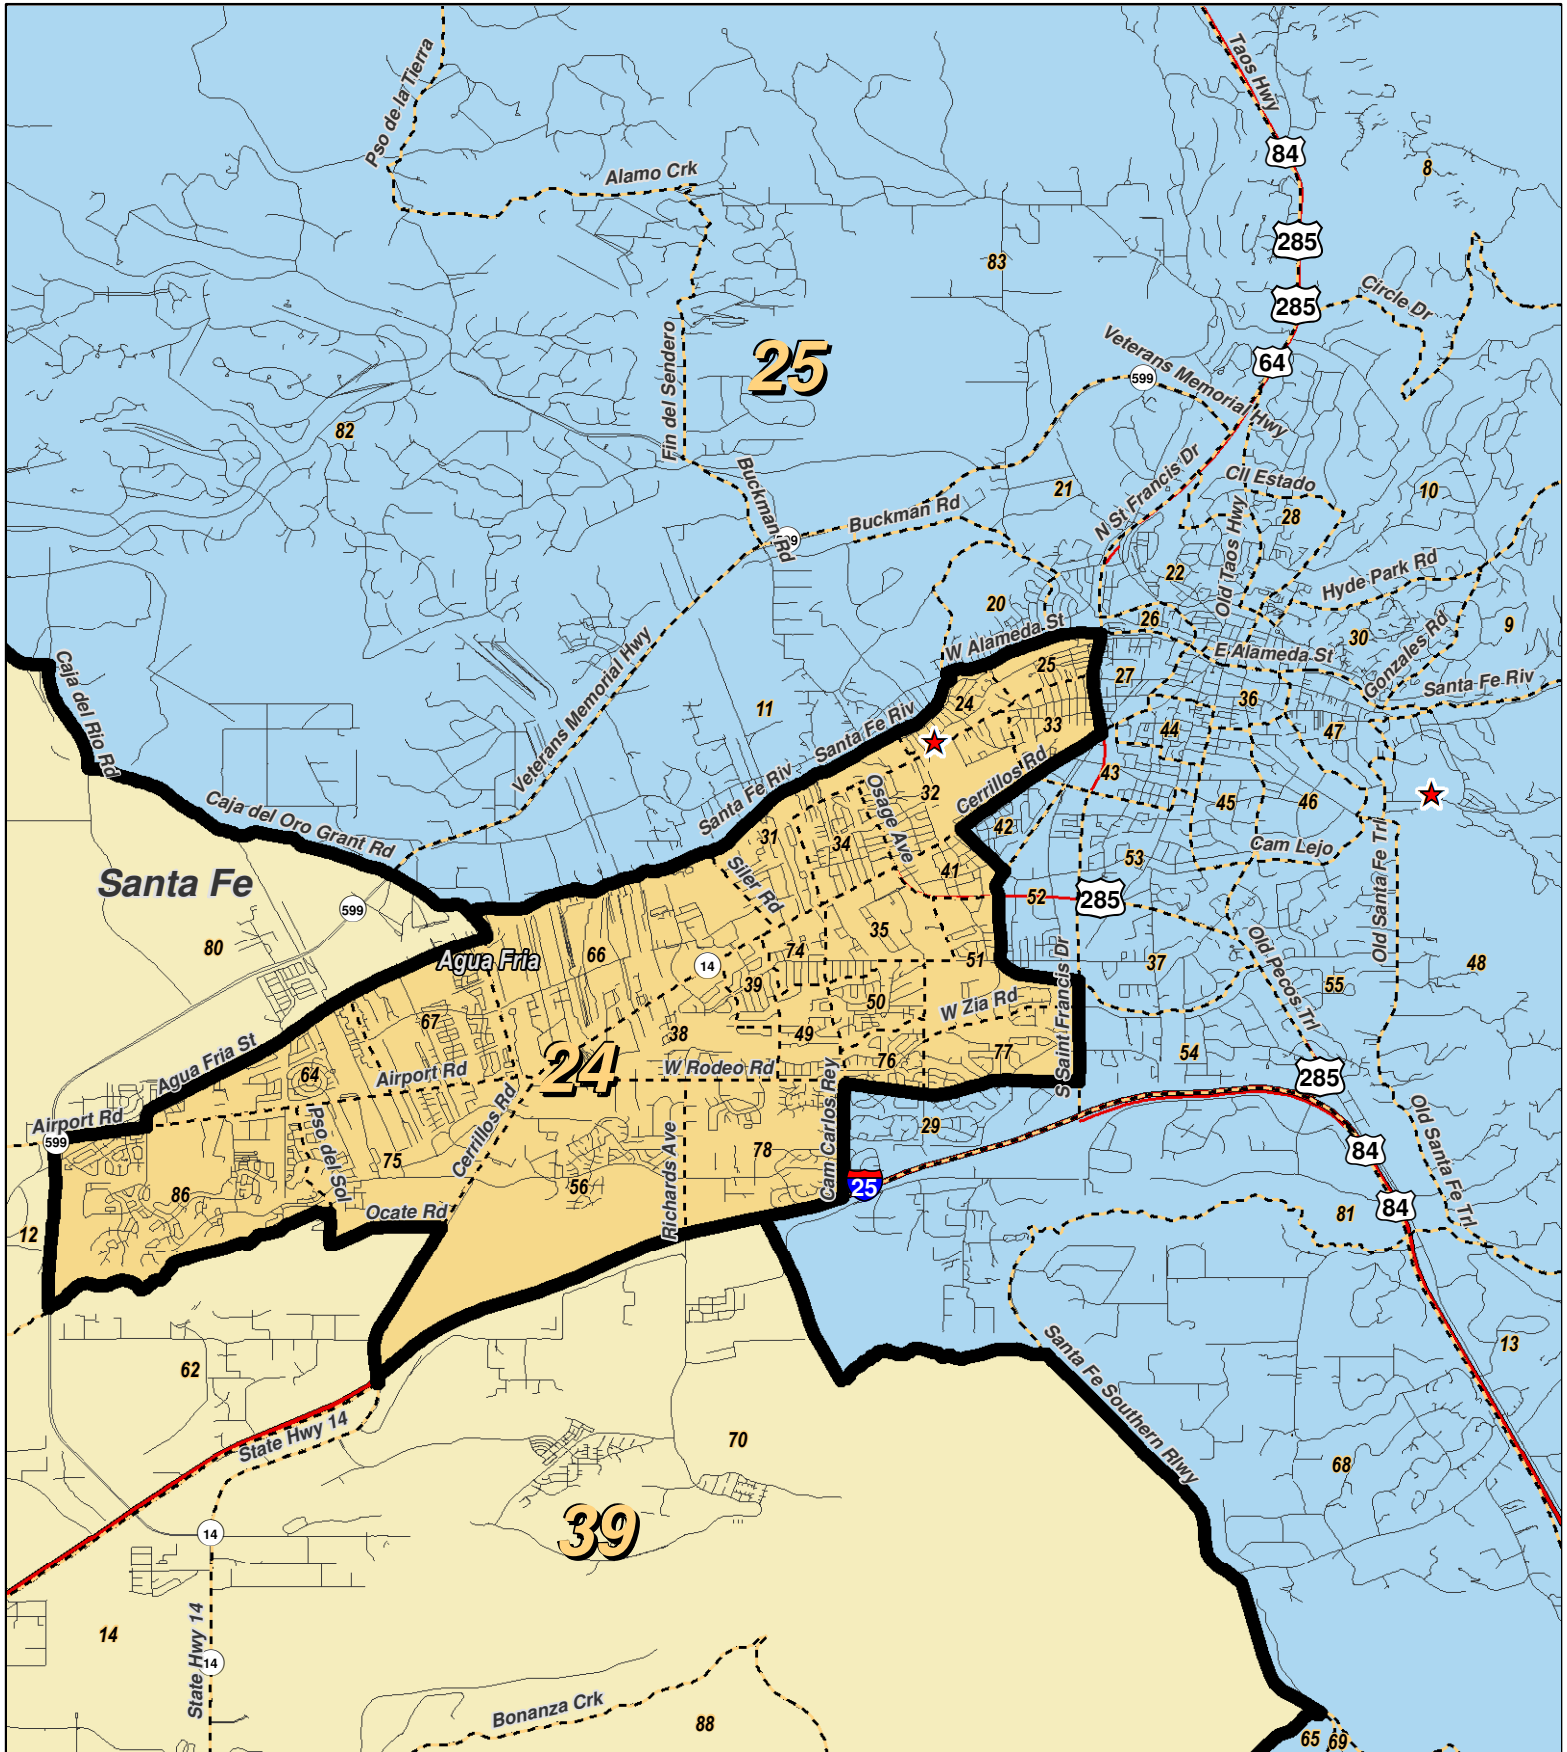 Taos Hwy
Pso de la Tierra
84
8
Alamo Crk
285
83
Circle Dr
285
Fin del Sendero
25
Veterans Memorial Hwy
64
599
82
Buckman Rd
N St Francis Dr
Cll Estado
21
10
Buckman Rd
28
Old Taos Hwy
22
Hyde Park Rd
20
26
W Alameda St
30
9
E Alameda St
Gonzales Rd
Caja del Rio Rd
Veterans Memorial Hwy
25
27
Santa Fe Riv
11
24
36
33
44
47
Santa Fe Riv
Santa Fe Riv
43
32
Cerrillos Rd
Osage Ave
Caja del Oro Grant Rd
45
46
42
31
34
Cam Lejo
53
Santa Fe
Siler Rd
41
Old Santa Fe Trl
52
285
599
35
80
66
74
51
Agua Fria
14
37
48
Old Pecos Trl
39
55
50
W Zia Rd
67
38
49
S Saint Francis Dr
54
Agua Fria St
76
77
64
24
W Rodeo Rd
285
Airport Rd
Airport Rd
599
Cerrillos Rd
Pso del Sol
Richards Ave
Cam Carlos Rey
29
Old Santa Fe Trl
75
78
84
86
56
25
84
Ocate Rd
81
12
13
62
Santa Fe Southern Rlwy
State Hwy 14
70
68
39
14
14
State Hwy 14
14
Bonanza Crk
88
65
69